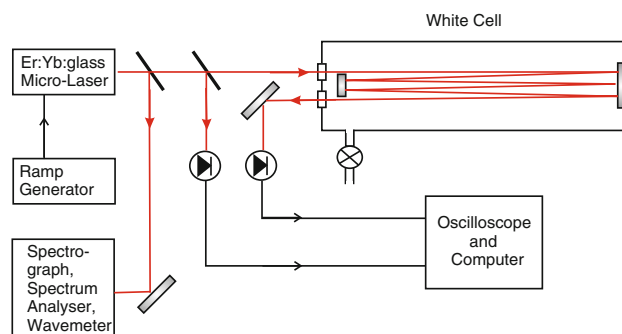 White Cell
Er:Yb:glass
Micro-Laser
Ramp
Generator
Spectro-
graph,
Spectrum
Analyser,
Wavemeter
Oscilloscope
and
Computer